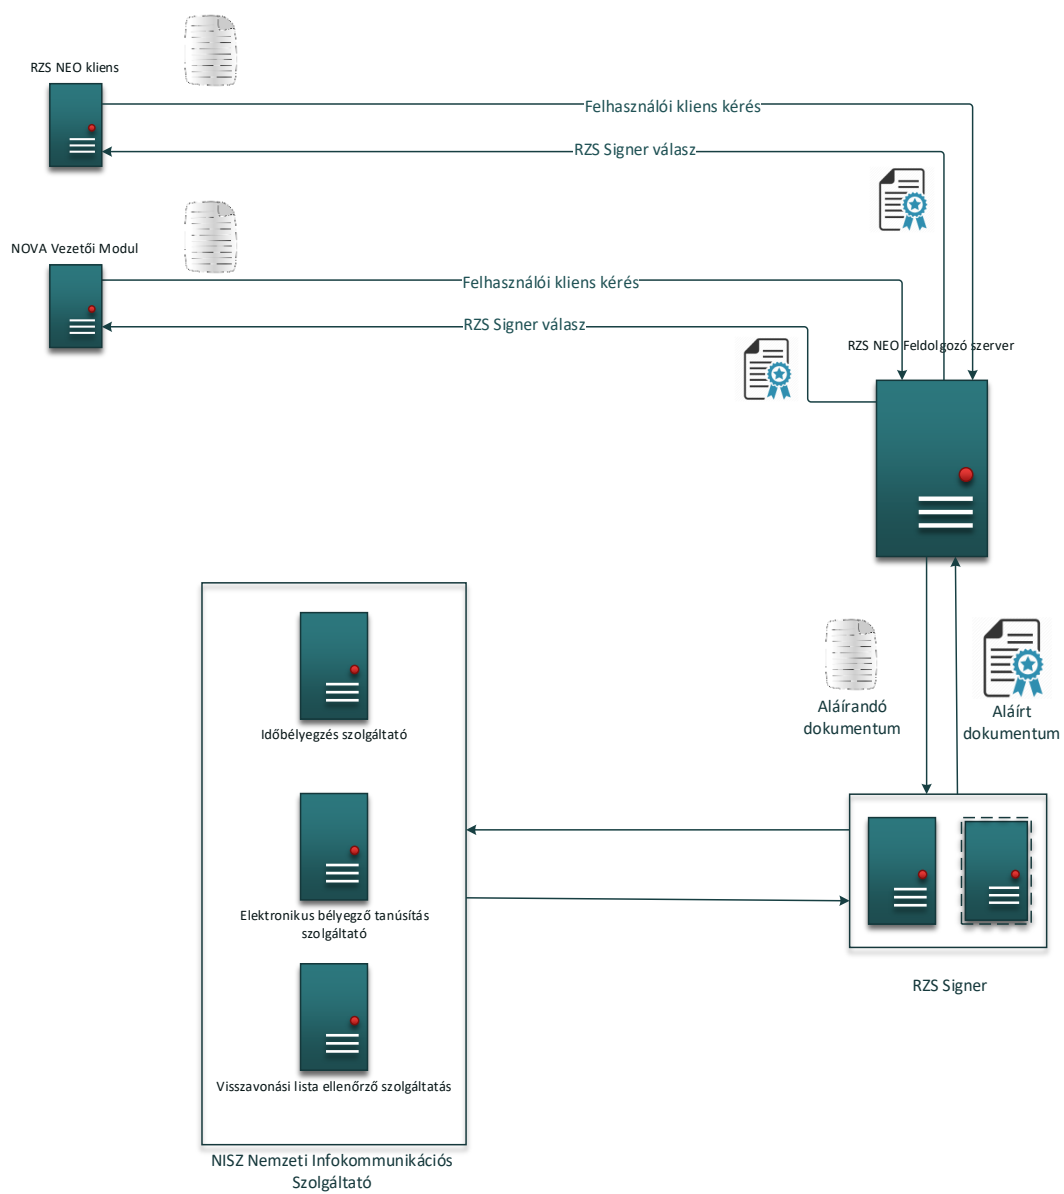 RZS NEO kliens
Felhasználói kliens kérés
RZS Signer válasz
NOVA Vezetői Modul
Felhasználói kliens kérés
RZS Signer válasz
RZS NEO Feldolgozó szerver
Aláírandó
dokumentum
Aláírt
dokumentum
Időbélyegzés szolgáltató
Elektronikus bélyegző tanúsítás
szolgáltató
RZS Signer
Visszavonási lista ellenőrző szolgáltatás
NISZ Nemzeti Infokommunikációs
Szolgáltató